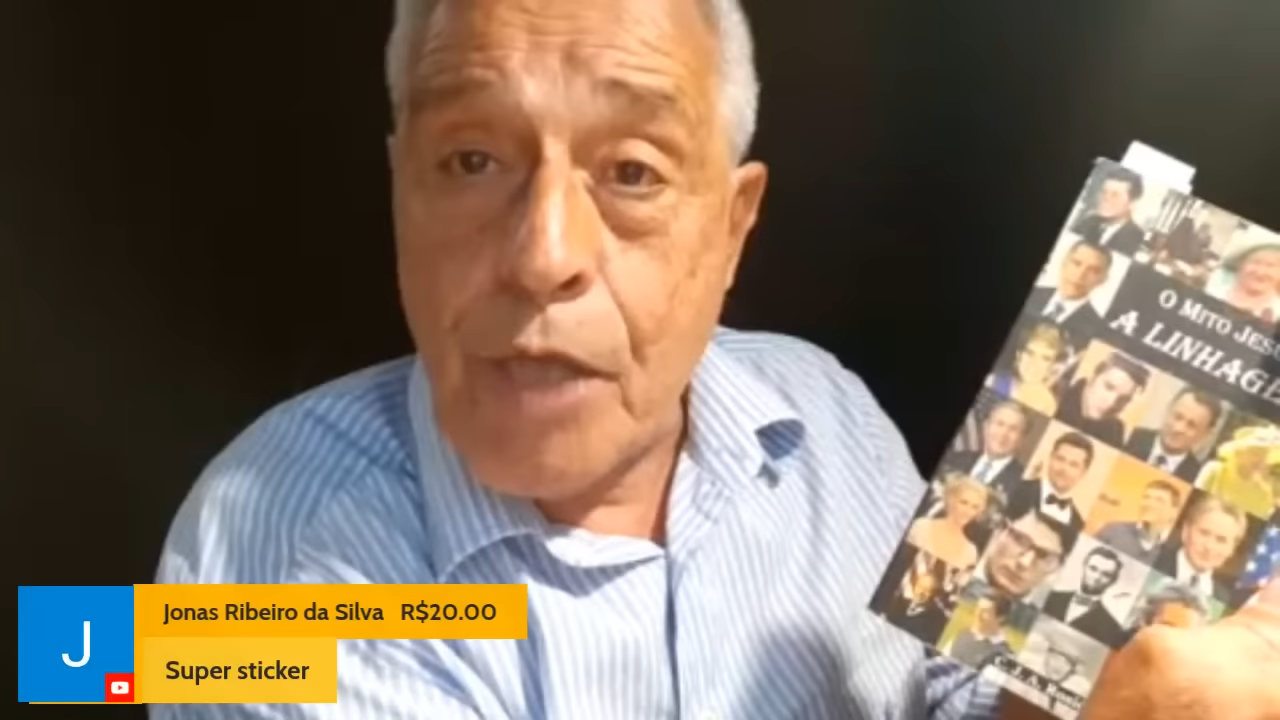 O MITO JES
A LINHAGE
C. J. A.
J
Jonas Ribeiro da Silva R$20.00
Super sticker